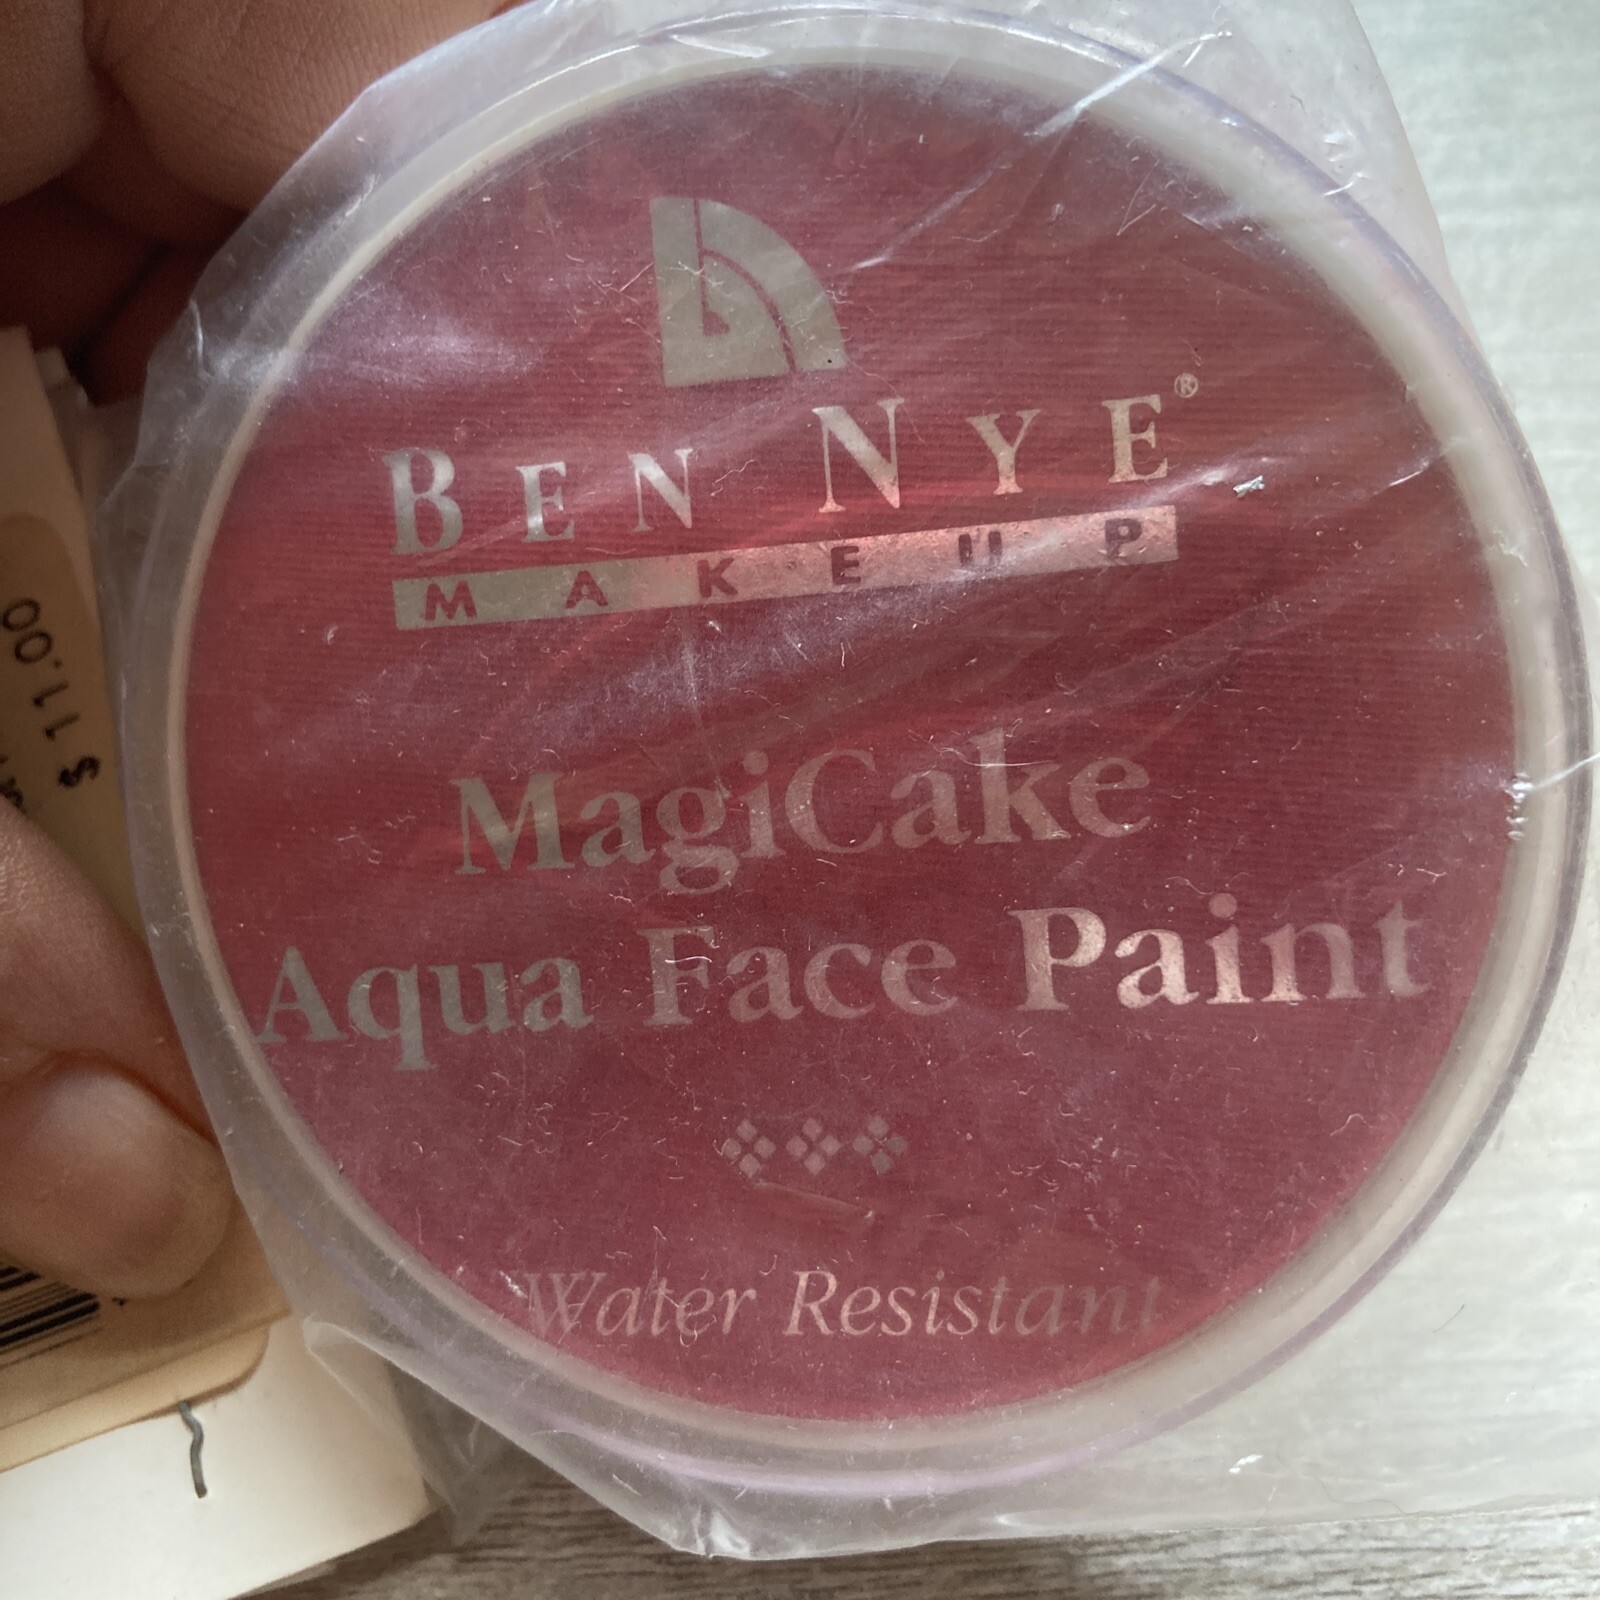 BEN NYE®
MAKEUP
MagiCake
Aqua Face Paint
Water Resistant
$11.00